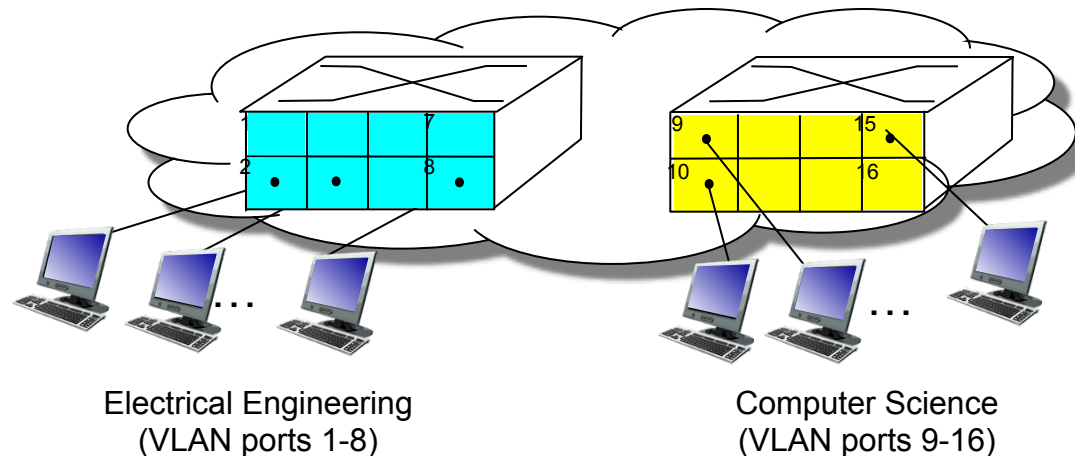 1 7
2 8
9 15
10 16
... ...
Electrical Engineering
(VLAN ports 1-8)
Computer Science
(VLAN ports 9-16)